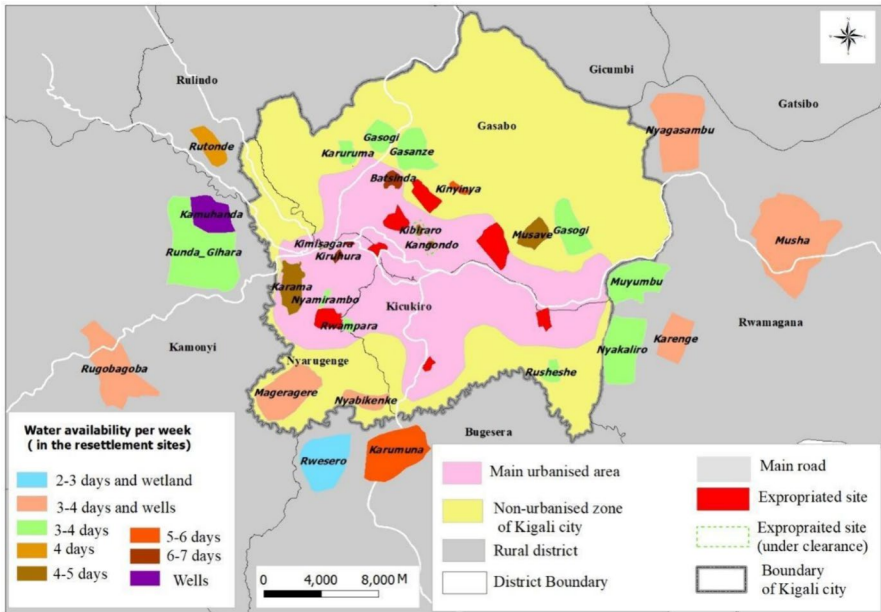 Gicumbi
Rulindo
Gatsibo
Gasabo
Nyagasambu
Rutonde
Karuruma
Gasogi
Gasanze
Batsinda
Kinyinya
Kamuhanda
Runda_Gihara
Kimisagara
Kiruhura
Kibiraro
Kangondo
Musave
Gasogi
Musha
Karama
Nyamirambo
Rwampara
Kicukiro
Muyumbu
Rwamagana
Kamonyi
Rugobagoba
Nyarugenge
Mageragere
Nyabikenke
Rusheshe
Nyakaliro
Karenge
Bugesera
Rwesero
Karumuna
Water availability per week
( in the resettlement sites)
2-3 days and wetland
3-4 days and wells
3-4 days
4 days
4-5 days
5-6 days
6-7 days
Wells
0 4,000 8,000 M
Main urbanised area
Non-urbanised zone
of Kigali city
Rural district
District Boundary
Main road
Expropriated site
Expropraited site
(under clearance)
Boundary
of Kigali city